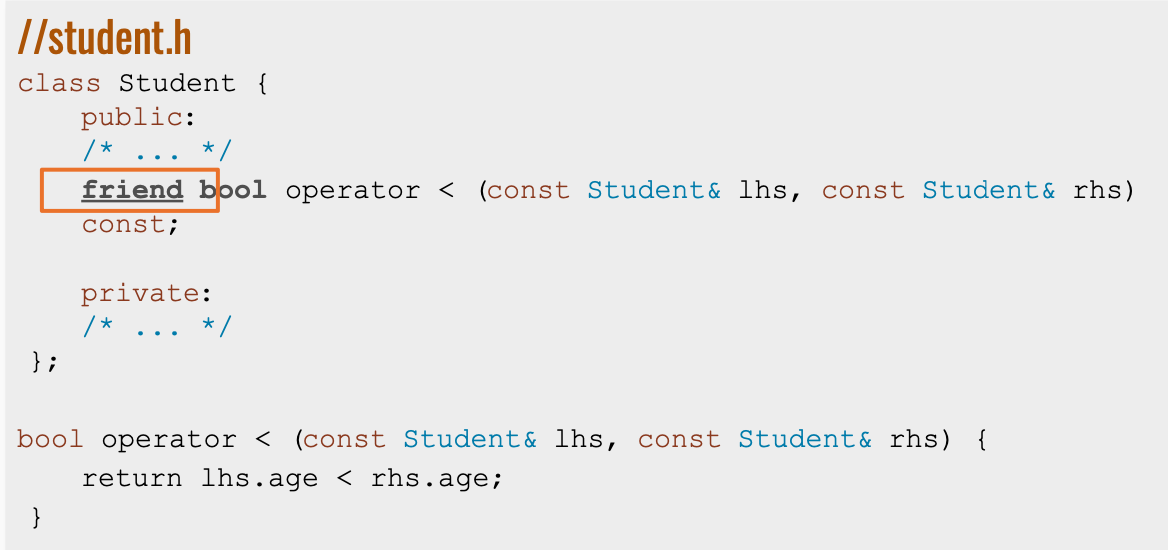 //student.h
class Student {
public:
/* ... */
friend bool operator < (const Student& lhs, const Student& rhs)
const;
private:
/* ... */
};
bool operator < (const Student& lhs, const Student& rhs) {
return lhs.age < rhs.age;
}